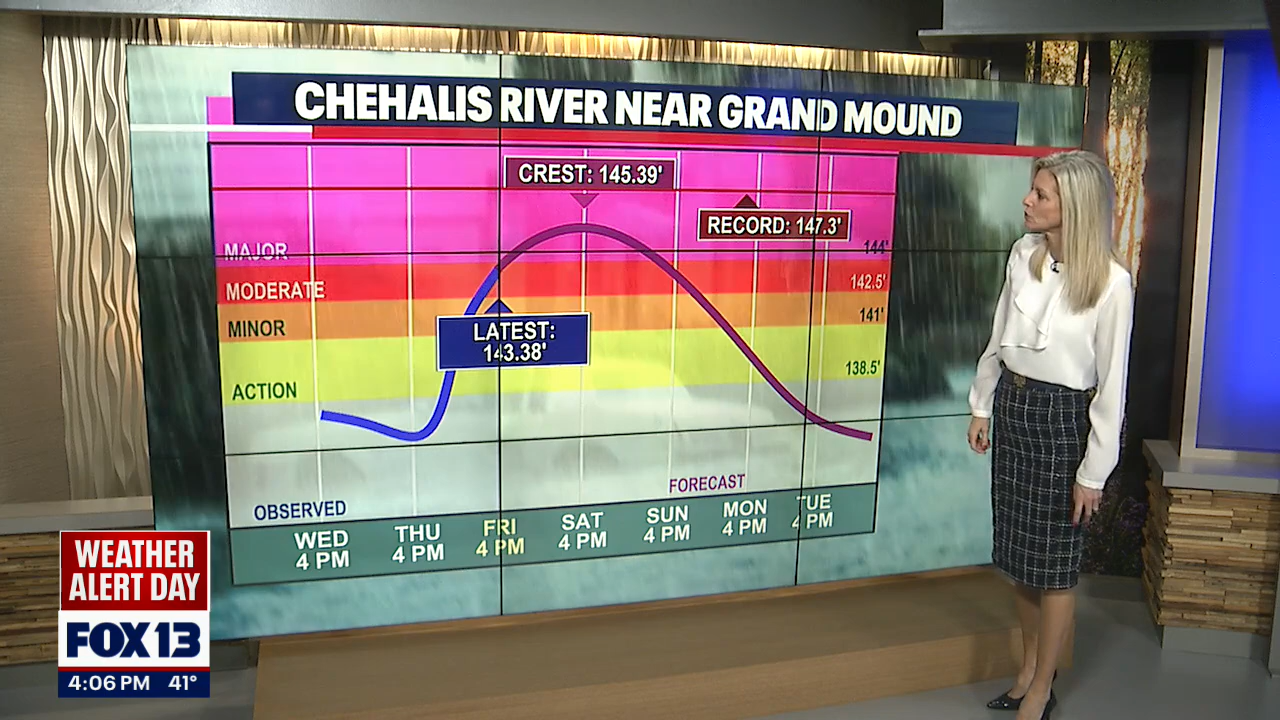 CHEHALIS RIVER NEAR GRAND MOUND
CREST: 145.39'
RECORD: 147.3'
MAJOR
144'
MODERATE
142.5'
MINOR
141'
LATEST:
143.38'
ACTION
138.5'
OBSERVED
FORECAST
WED
4 PM
THU
4 PM
FRI
4 PM
SAT
4 PM
SUN
4 PM
MON
4 PM
TUE
4 PM
WEATHER
ALERT DAY
FOX 13
4:06 PM 41°